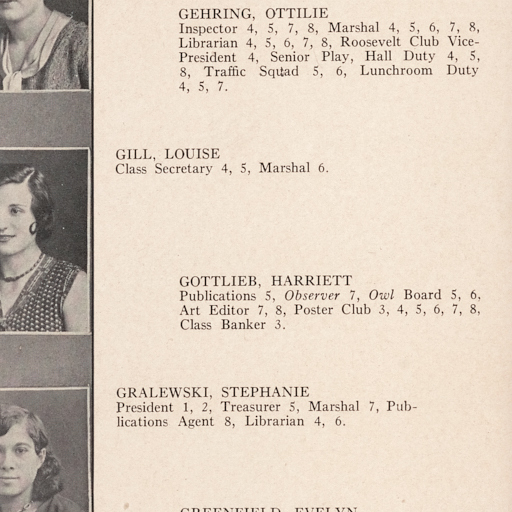 GEHRING, OTTILIE
Inspector 4, 5, 7, 8, Marshal 4, 5, 6, 7, 8,
Librarian 4, 5, 6, 7, 8, Roosevelt Club Vice-
President 4, Senior Play, Hall Duty 4, 5,
8, Traffic Squad 5, 6, Lunchroom Duty
4, 5, 7.
GILL, LOUISE
Class Secretary 4, 5, Marshal 6.
GOTTLIEB, HARRIETT
Publications 5, Observer 7, Owl Board 5, 6,
Art Editor 7, 8, Poster Club 3, 4, 5, 6, 7, 8,
Class Banker 3.
GRALEWSKI, STEPHANIE
President 1, 2, Treasurer 5, Marshal 7, Pub-
lications Agent 8, Librarian 4, 6.
GREENFIELD, EVELYN